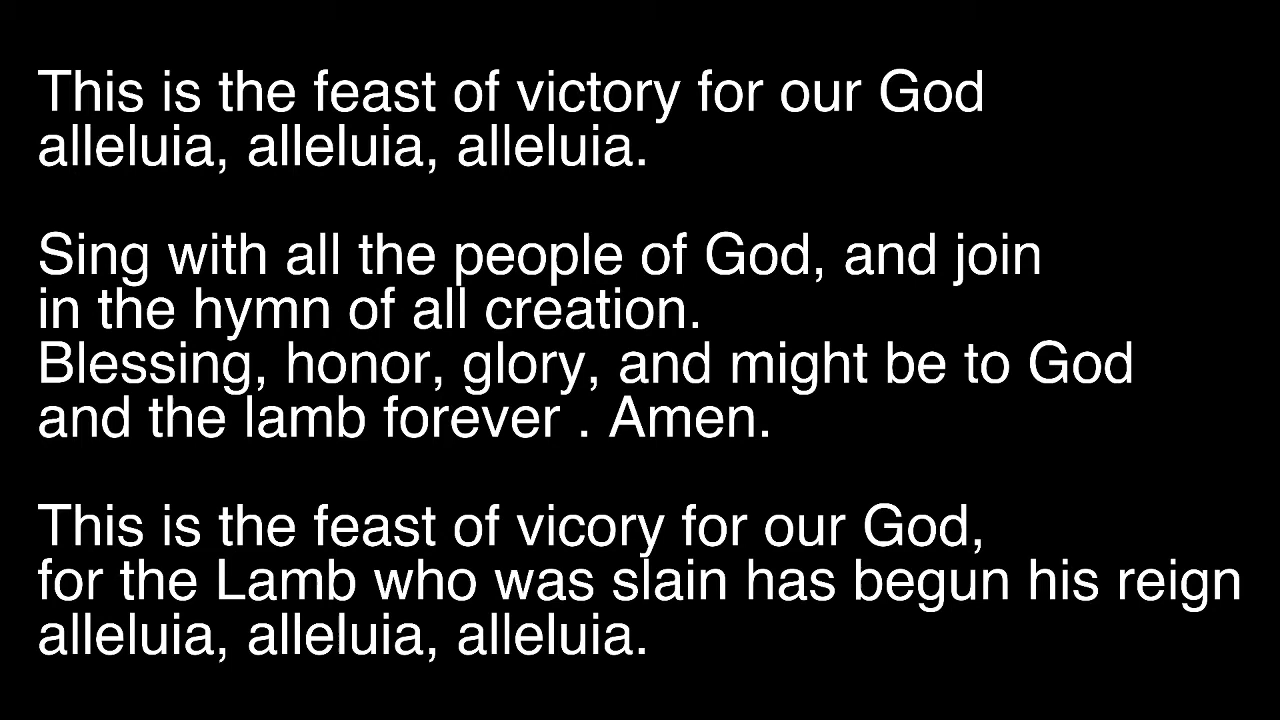 This is the feast of victory for our God
alleluia, alleluia, alleluia.
Sing with all the people of God, and join
in the hymn of all creation.
Blessing, honor, glory, and might be to God
and the lamb forever . Amen.
This is the feast of vicory for our God,
for the Lamb who was slain has begun his reign
alleluia, alleluia, alleluia.